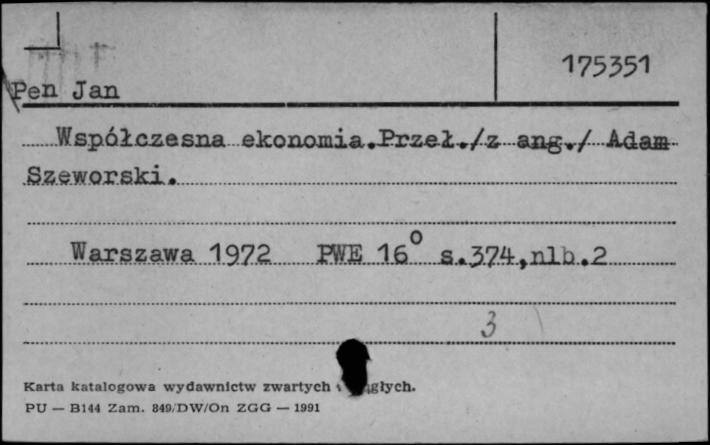 175351
Pen Jan
Współczesna ekonomia.Przeł./z ang./ Adam
Szeworski.
Warszawa 1972 PWE 16° s.374,nlb.2
3
Karta katalogowa wydawnictw zwartych
PU — B144 Zam. 849/DW/On ZGG — 1991